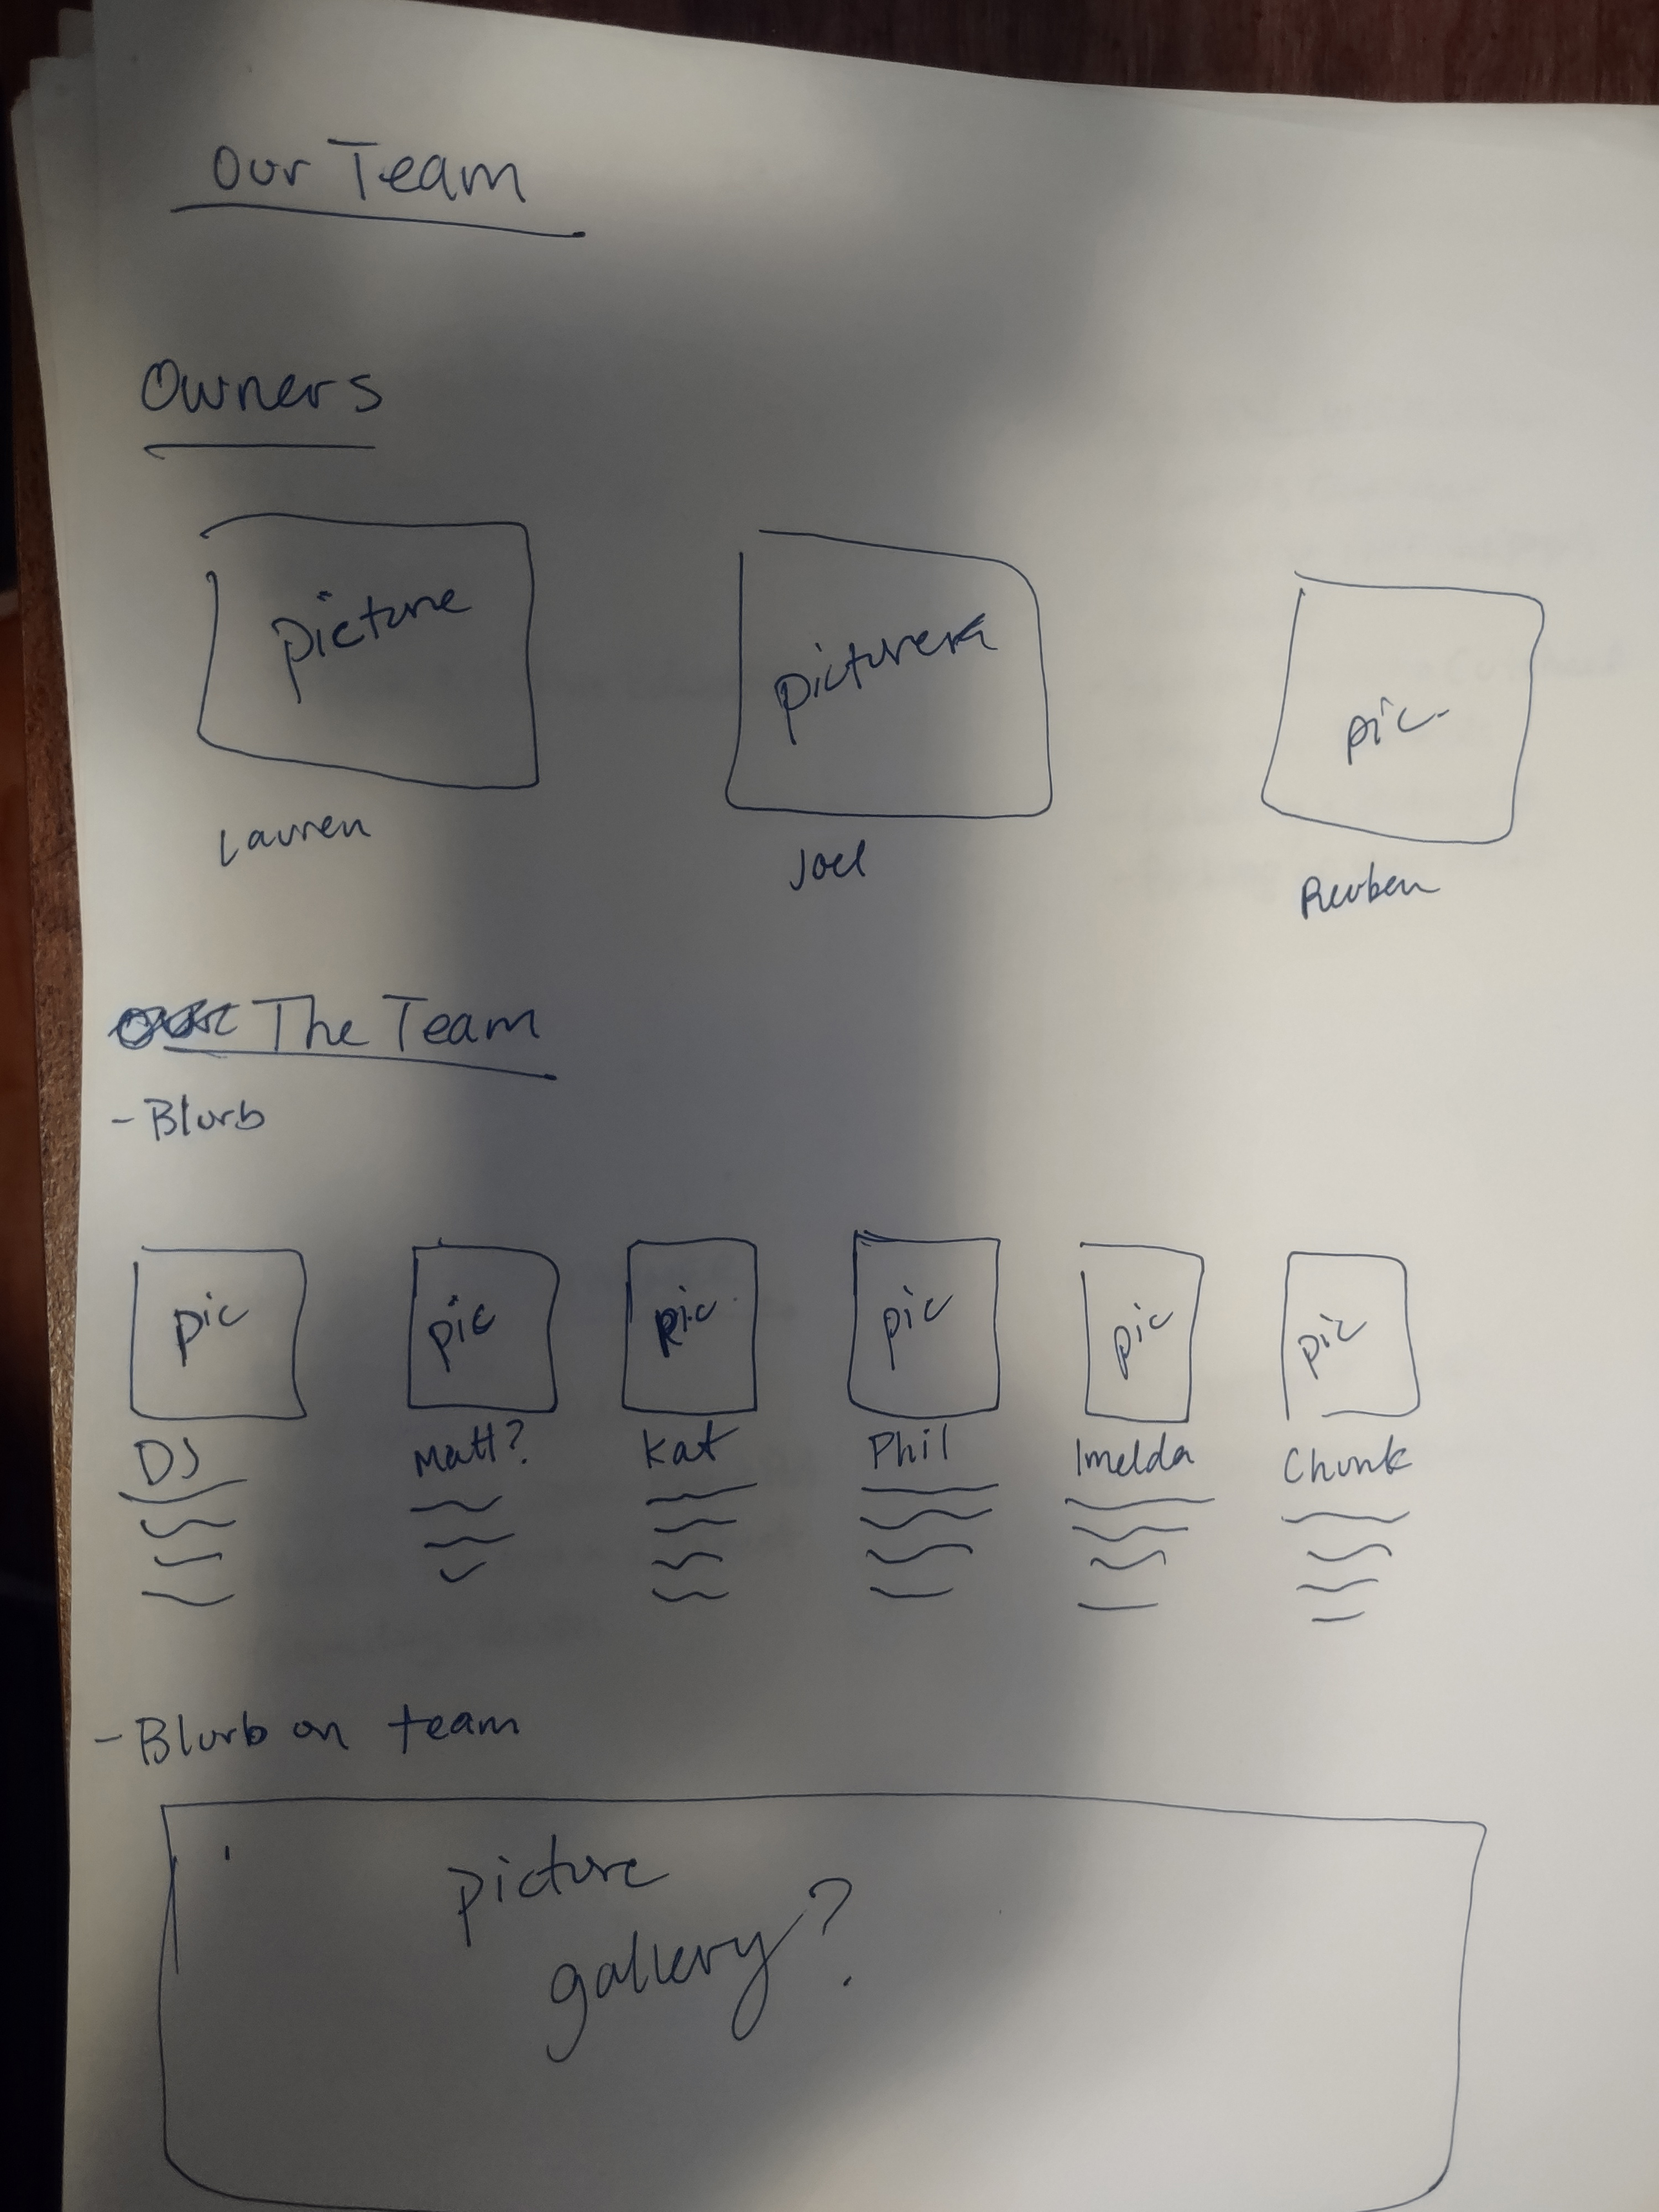 Our Team
Owners
picture picture pic
Lauren Joel Reuben
The Team
- Blurb
pic pic pic pic pic pic
DJ Matt? Kat Phil Imelda Chunk
- Blurb on team
picture
gallery?